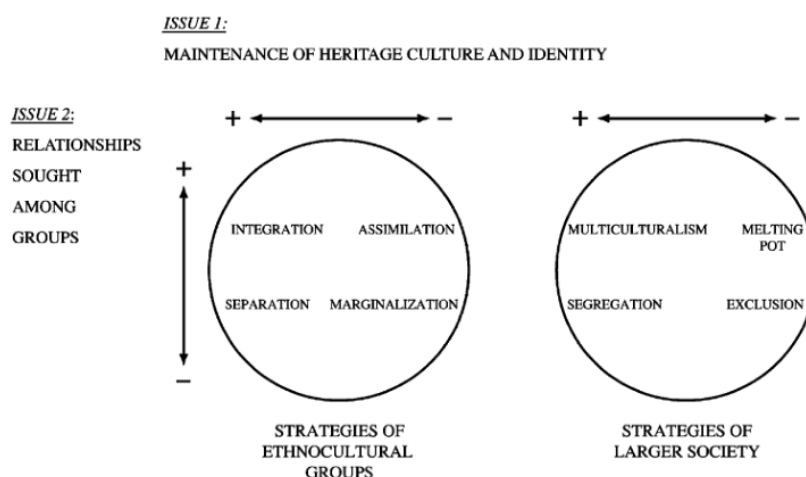 ISSUE 1:
MAINTENANCE OF HERITAGE CULTURE AND IDENTITY
ISSUE 2:
RELATIONSHIPS
SOUGHT
AMONG
GROUPS
+ −
+
−
INTEGRATION ASSIMILATION
SEPARATION MARGINALIZATION
STRATEGIES OF
ETHNOCULTURAL
GROUPS
+ −
MULTICULTURALISM MELTING
POT
SEGREGATION EXCLUSION
STRATEGIES OF
LARGER SOCIETY